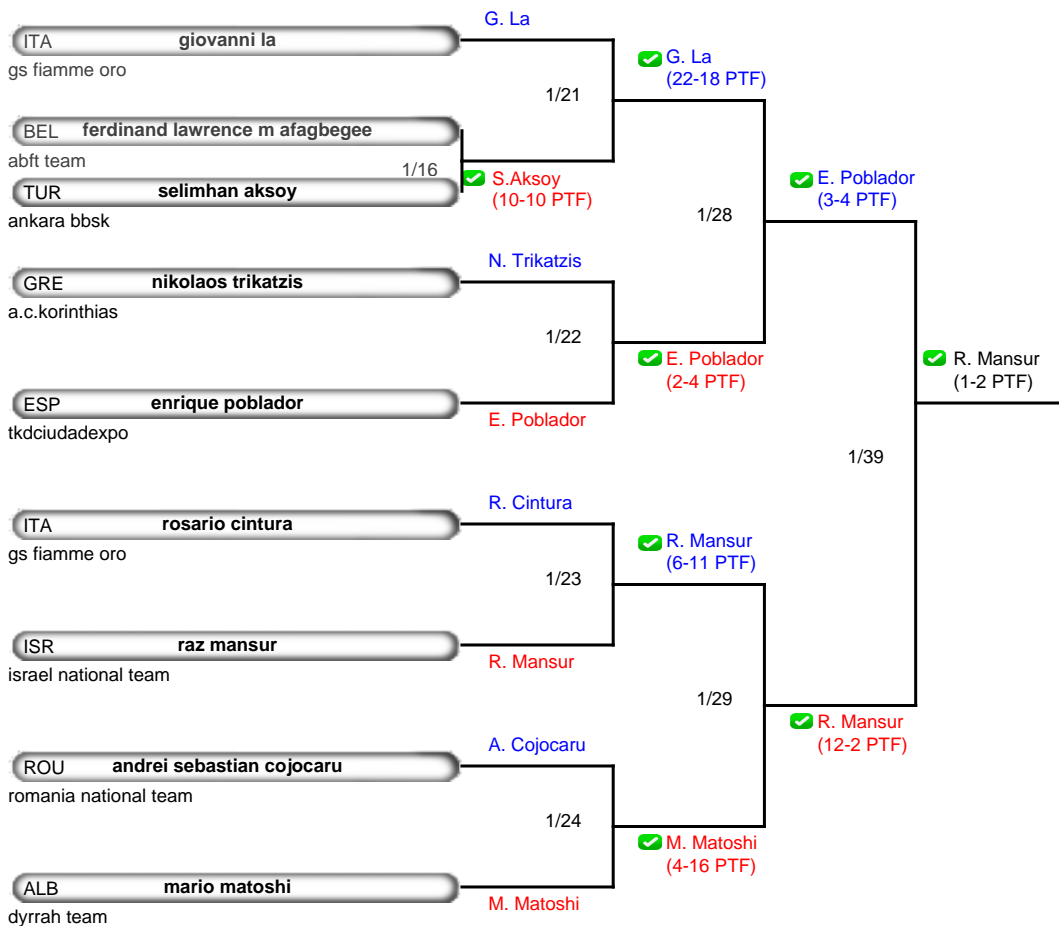 G. La
ITA giovanni la
gs fiamme oro
G. La
(22-18 PTF)
1/21
BEL ferdinand lawrence m afagbegee
abft team
1/16
S.Aksoy
(10-10 PTF)
TUR selimhan aksoy
ankara bbsk
E. Poblador
(3-4 PTF)
1/28
N. Trikatzis
GRE nikolaos trikatzis
a.c.korinthias
1/22
E. Poblador
(2-4 PTF)
R. Mansur
(1-2 PTF)
ESP enrique poblador
tkdciudadexpo
E. Poblador
1/39
R. Cintura
ITA rosario cintura
gs fiamme oro
R. Mansur
(6-11 PTF)
1/23
ISR raz mansur
israel national team
R. Mansur
1/29
R. Mansur
(12-2 PTF)
A. Cojocaru
ROU andrei sebastian cojocaru
romania national team
1/24
M. Matoshi
(4-16 PTF)
ALB mario matoshi
dyrrah team
M. Matoshi